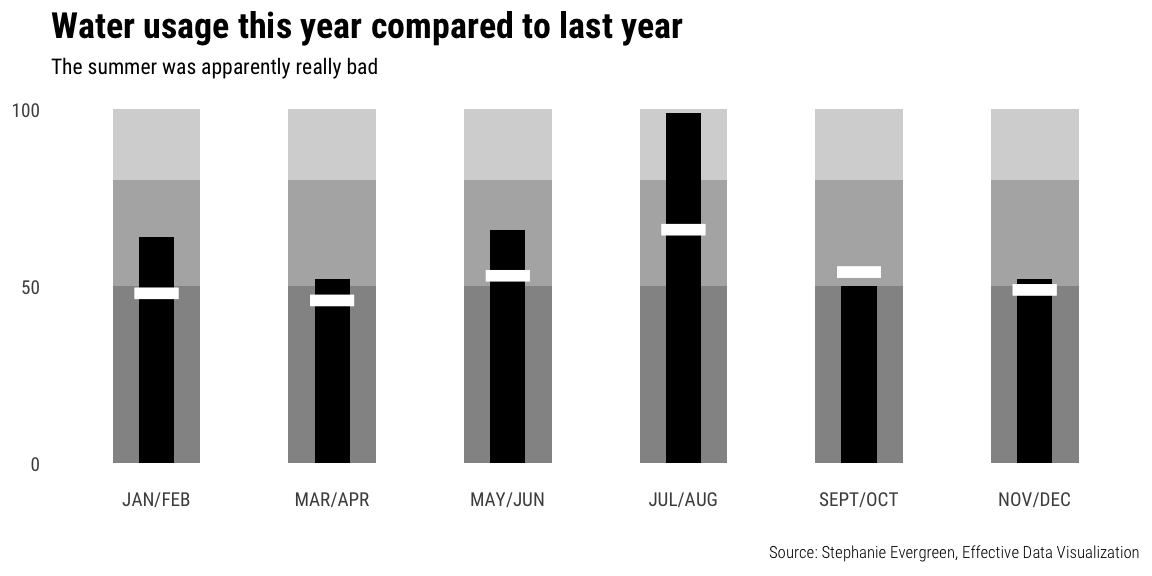 Water usage this year compared to last year
The summer was apparently really bad
100
50
0
JAN/FEB MAR/APR MAY/JUN JUL/AUG SEPT/OCT NOV/DEC
Source: Stephanie Evergreen, Effective Data Visualization